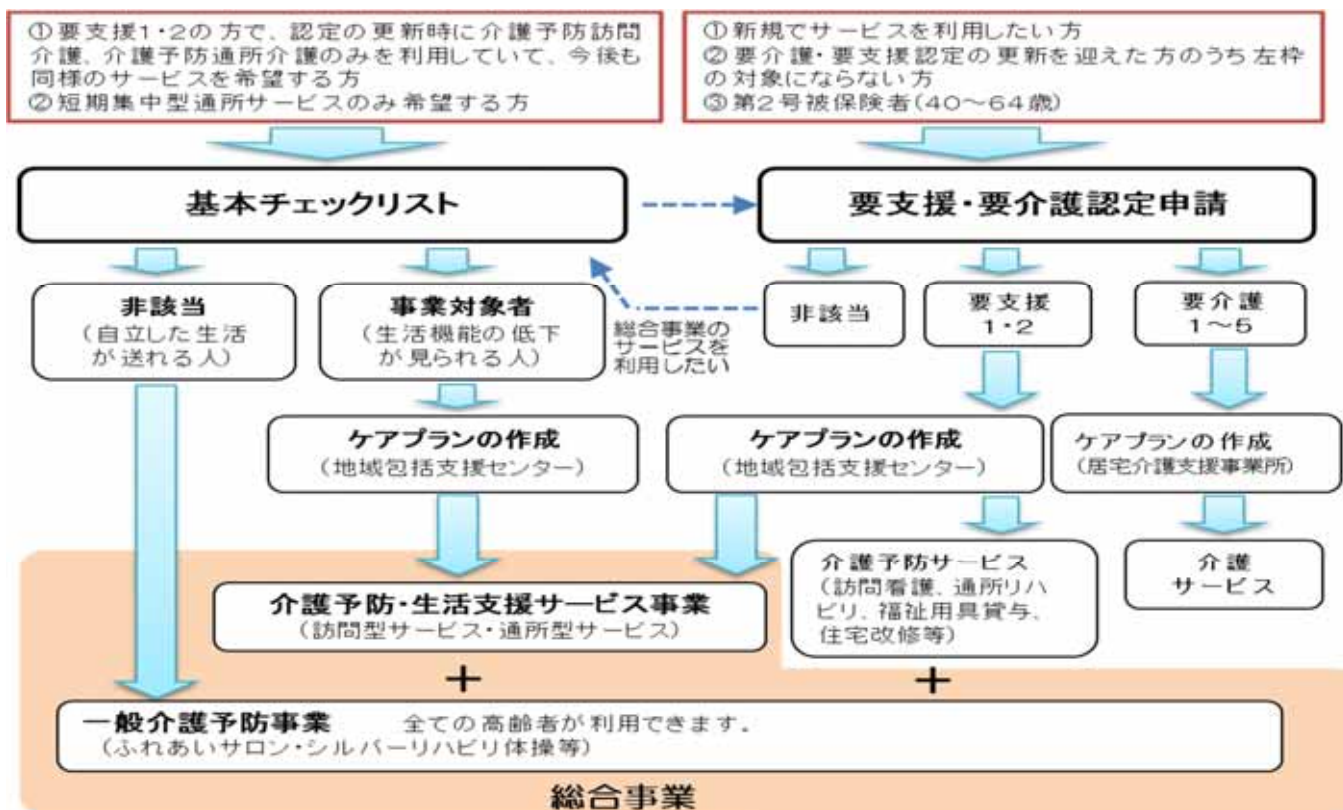 ①要支援1・2の方で、認定の更新時に介護予防訪問
介護、介護予防通所介護のみを利用していて、今後も
同様のサービスを希望する方
②短期集中型通所サービスのみ希望する方
①新規でサービスを利用したい方
②要介護・要支援認定の更新を迎えた方のうち左枠
の対象にならない方
③第2号被保険者(40〜64歳)
基本チェックリスト
要支援・要介護認定申請
非該当
(自立した生活
が送れる人)
事業対象者
(生活機能の低下
が見られる人)
総合事業の
サービスを
利用したい
非該当
要支援
1・2
要介護
1〜5
ケアプランの作成
(地域包括支援センター)
ケアプランの作成
(地域包括支援センター)
ケアプランの作成
(居宅介護支援事業所)
介護予防・生活支援サービス事業
(訪問型サービス・通所型サービス)
介護予防サービス
(訪問看護、通所リハ
ビリ、福祉用具貸与、
住宅改修等)
介護
サービス
+
+
一般介護予防事業 全ての高齢者が利用できます。
(ふれあいサロン・シルバーリハビリ体操等)
総合事業